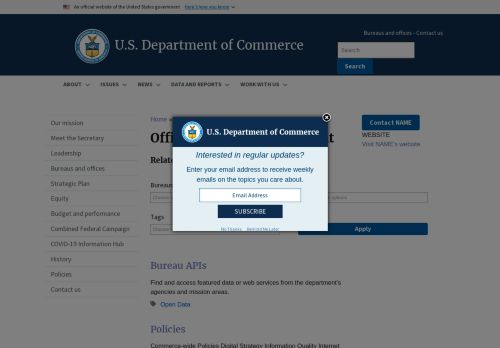 An official website of the United States government Here's how you know
U.S. Department of Commerce
Bureaus and offices - Contact us
Search
Search
ABOUT ISSUES NEWS DATA AND REPORTS WORK WITH US
Our mission
Meet the Secretary
Leadership
Bureaus and offices
Strategic Plan
Equity
Budget and performance
Combined Federal Campaign
COVID-19 Information Hub
History
Policies
Contact us
Home
U.S. Department of Commerce
Interested in regular updates?
Enter your email address to receive weekly
emails on the topics you care about.
Email Address
SUBSCRIBE
No Thanks Remind Me Later
Contact NAME
WEBSITE
Visit NAME's website
Tags
Apply
Bureau APIs
Find and access featured data or web services from the department's
agencies and mission areas.
Open Data
Policies
Commerce-wide Policies Digital Strategy Information Quality Internet